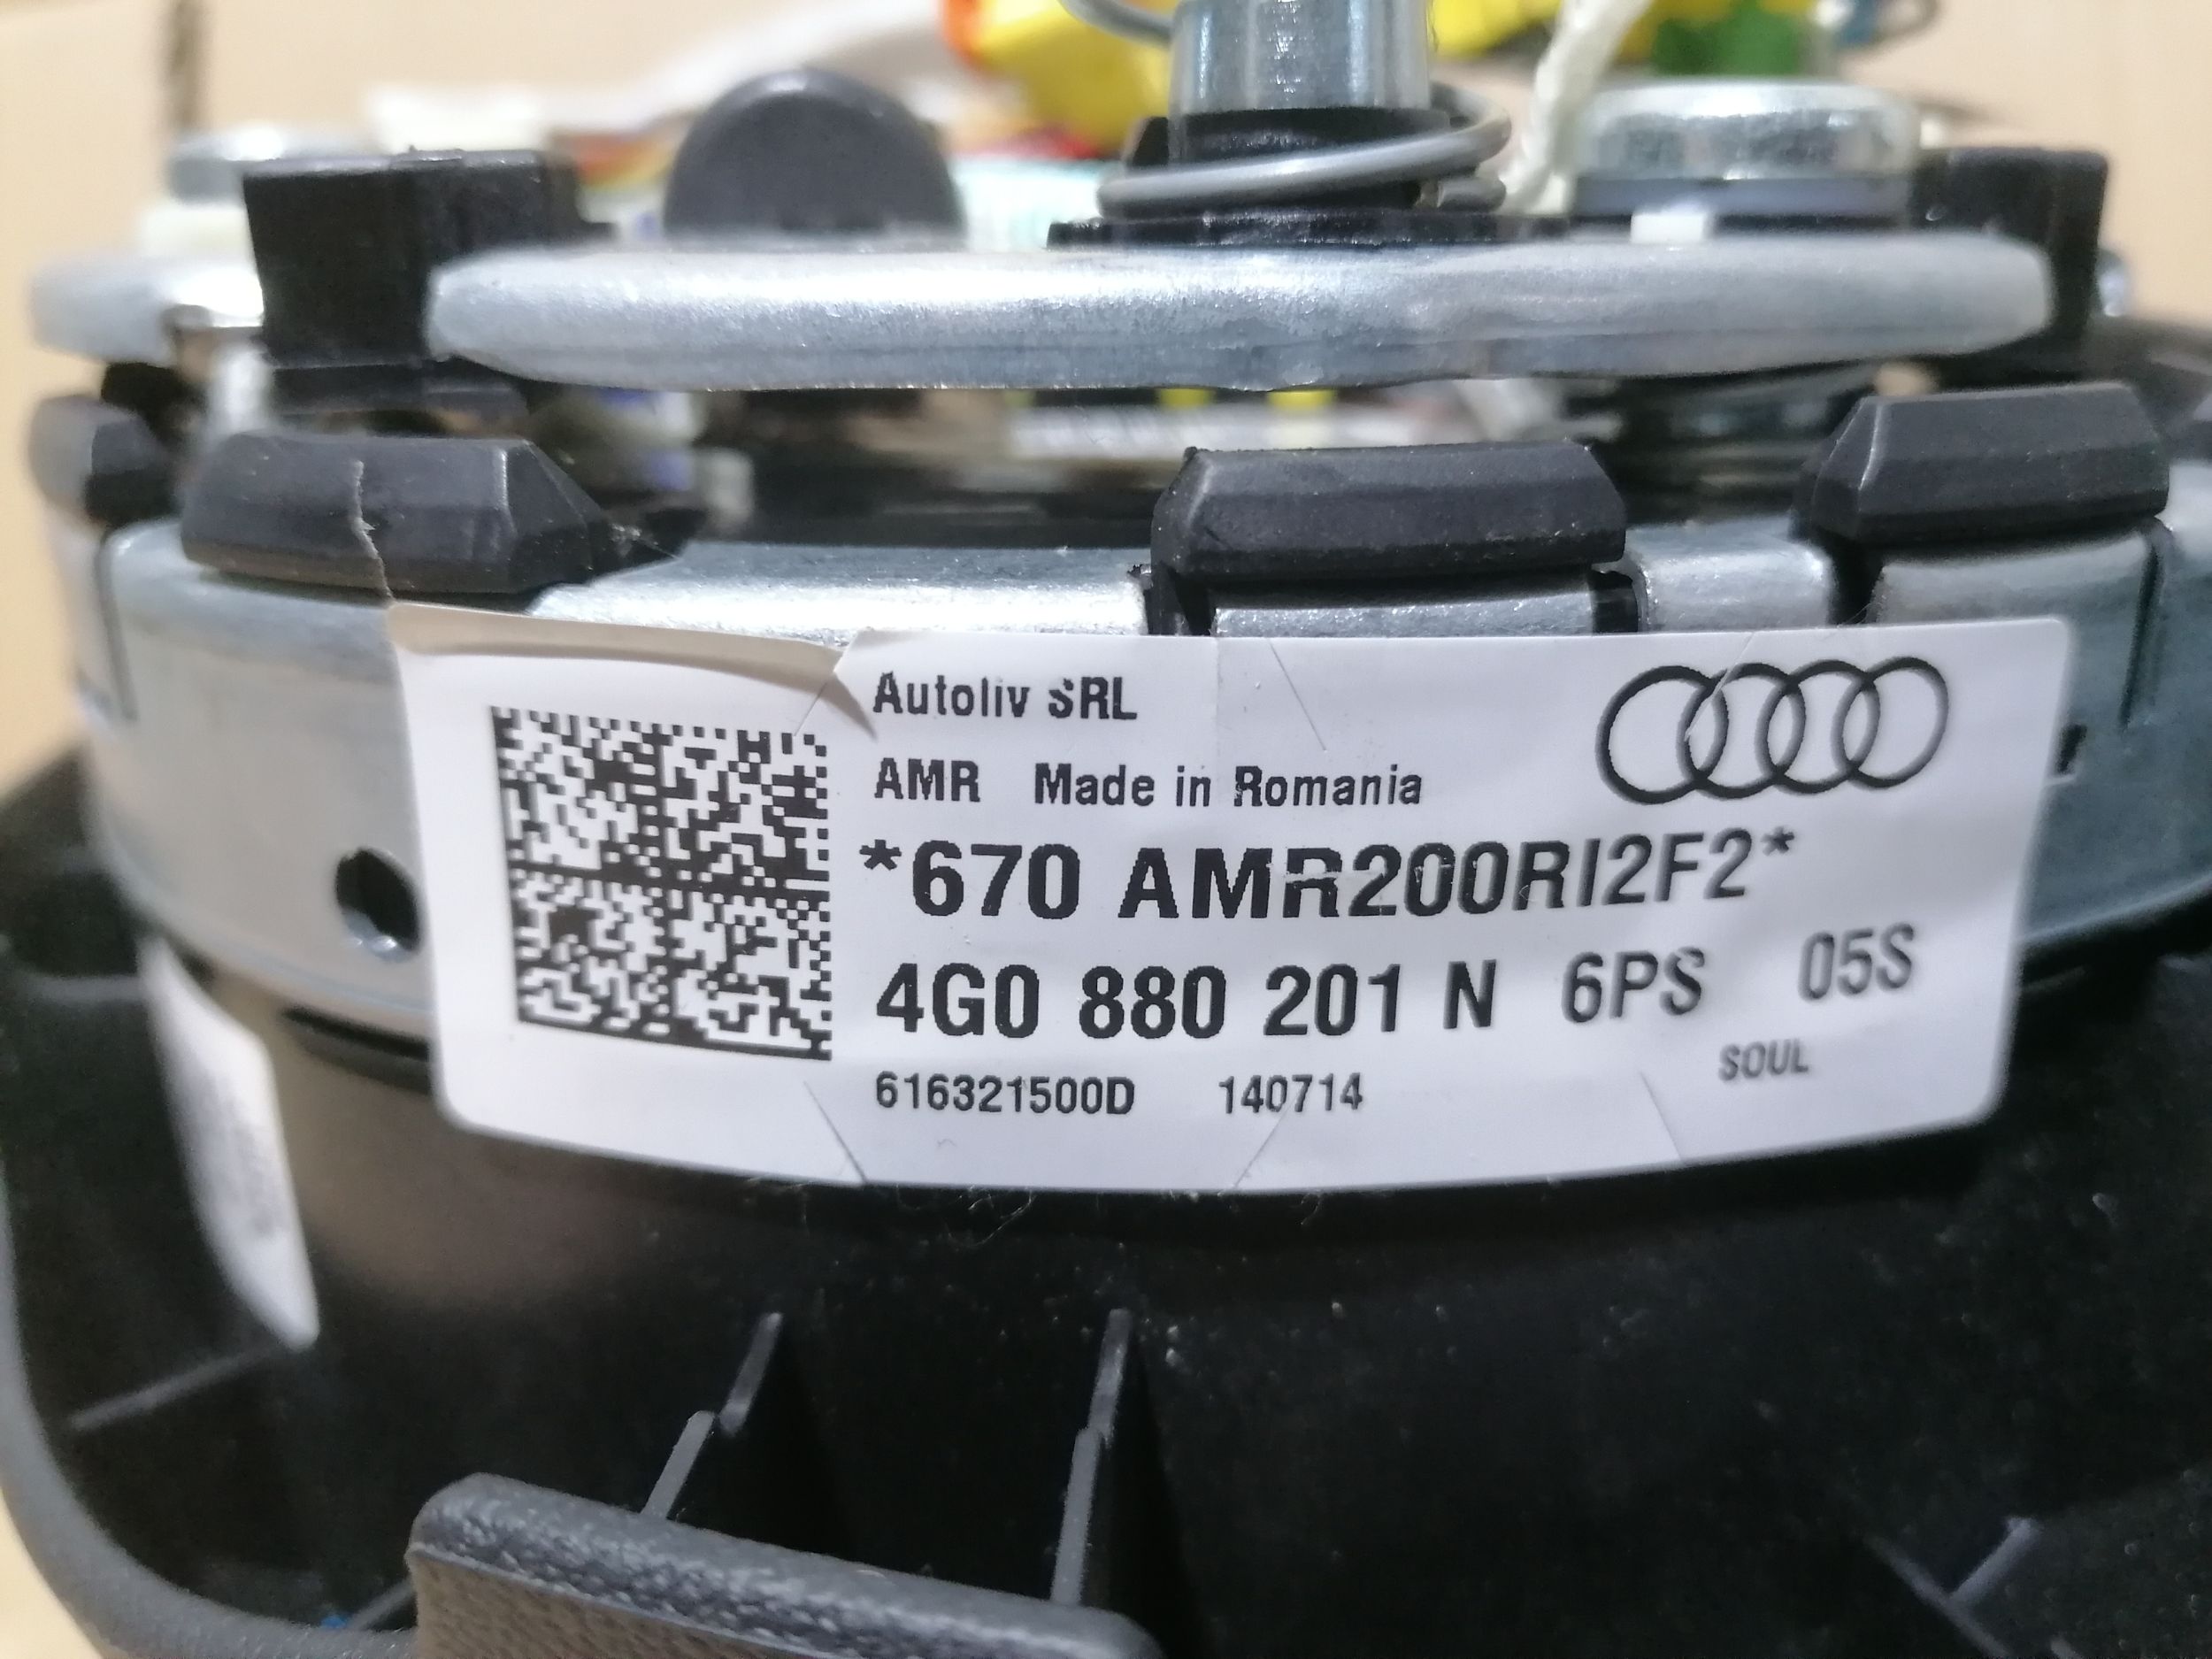 Autoliv SRL
AMR Made in Romania
*670 AMR200RI2F2*
4G0 880 201 N 6PS 05S
SOUL
616321500D 140714